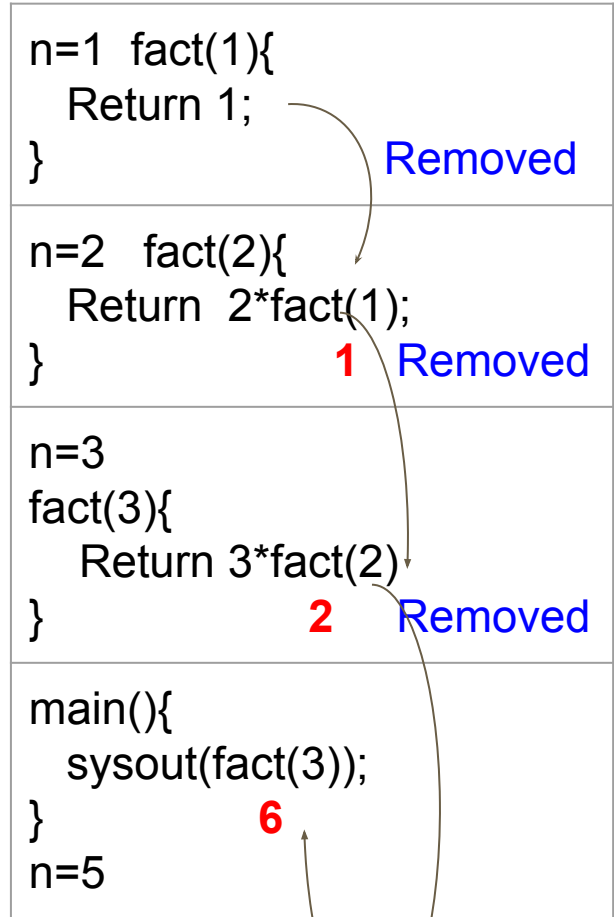 n=1 fact(1){
Return 1;
} Removed
n=2 fact(2){
Return 2*fact(1);
} 1 Removed
n=3
fact(3){
Return 3*fact(2)
} 2 Removed
main(){
sysout(fact(3));
} 6
n=5